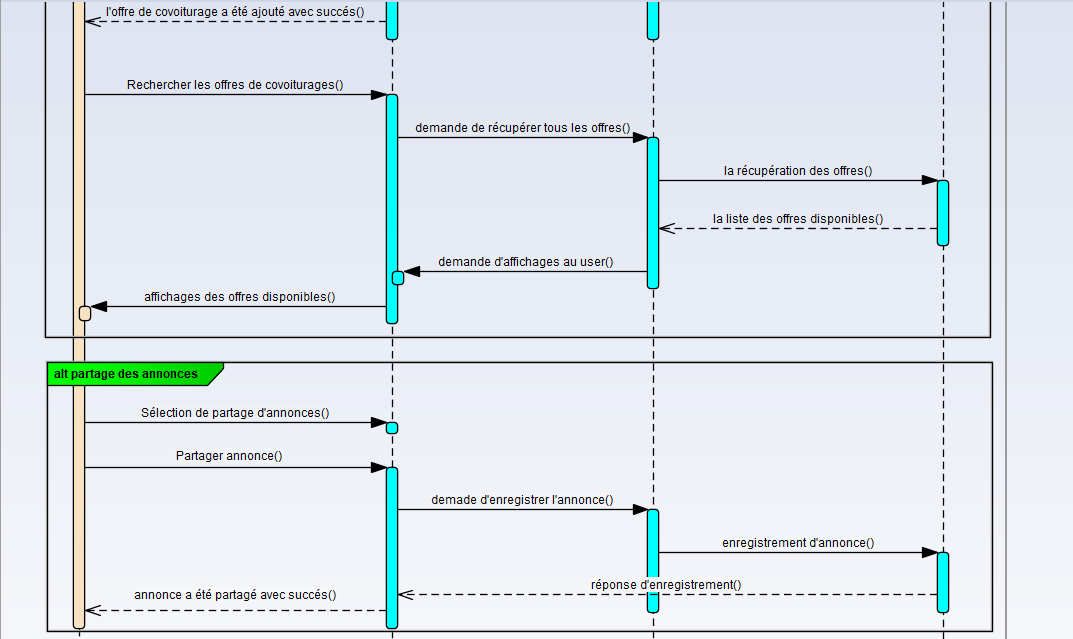 l'offre de covoiturage a été ajouté avec succés()
Rechercher les offres de covoiturages()
demande de récupérer tous les offres()
la récupération des offres()
la liste des offres disponibles()
demande d'affichages au user()
affichages des offres disponibles()
alt partage des annonces
Sélection de partage d'annonces()
Partager annonce()
demade d'enregistrer l'annonce()
enregistrement d'annonce()
réponse d'enregistrement()
annonce a été partagé avec succés()